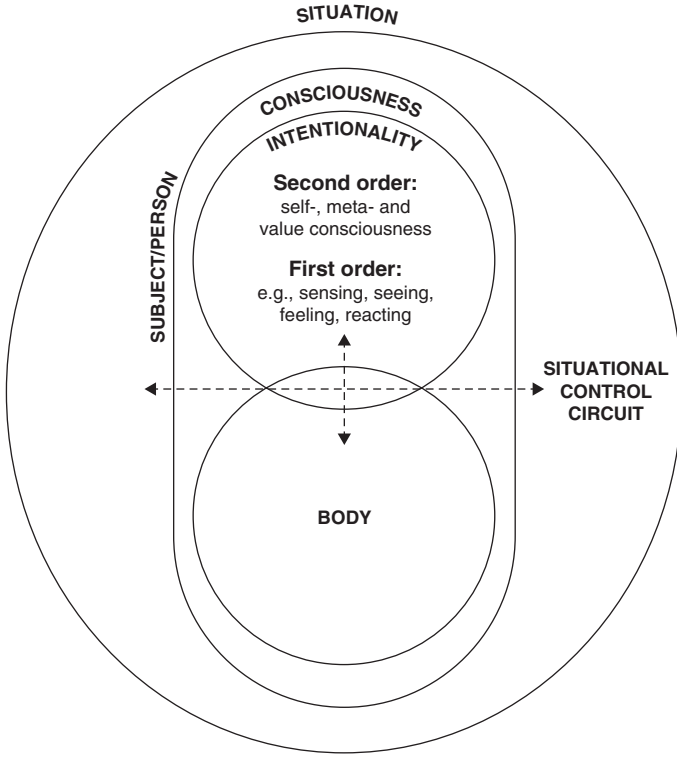 SITUATION
CONSCIOUSNESS
INTENTIONALITY
SUBJECT/PERSON
Second order:
self-, meta- and
value consciousness
First order:
e.g., sensing, seeing,
feeling, reacting
SITUATIONAL
CONTROL
CIRCUIT
BODY